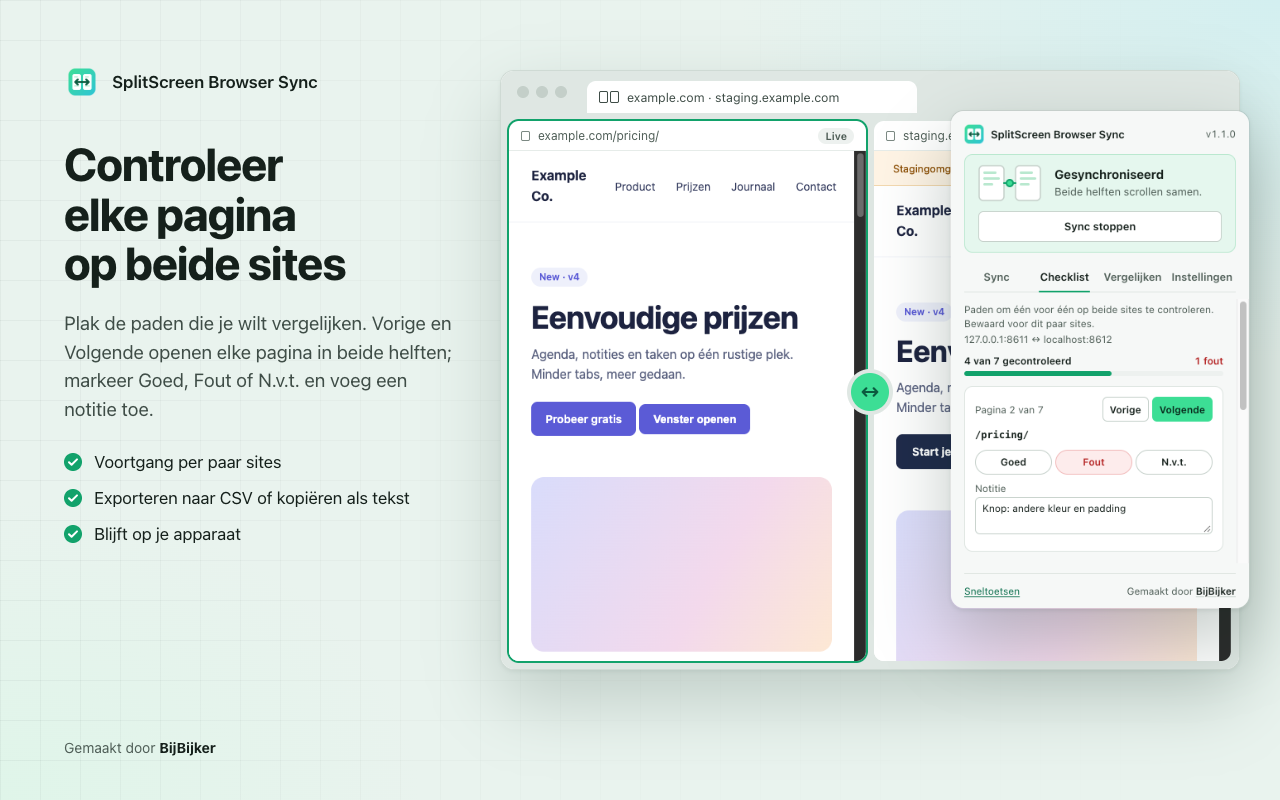 SplitScreen Browser Sync
Controleer
elke pagina
op beide sites
Plak de paden die je wilt vergelijken. Vorige en
Volgende openen elke pagina in beide helften;
markeer Goed, Fout of N.v.t. en voeg een
notitie toe.
Voortgang per paar sites
Exporteren naar CSV of kopiëren als tekst
Blijft op je apparaat
Gemaakt door BijBijker
example.com · staging.example.com
example.com/pricing/
Live
Example
Co.
Product
Prijzen
Journaal
Contact
New · v4
Eenvoudige prijzen
Agenda, notities en taken op één rustige plek.
Minder tabs, meer gedaan.
Probeer gratis
Venster openen
staging.e
Stagingomg
Example
Co.
New · v4
Eenv
Agenda, n
Minder ta
Start je
SplitScreen Browser Sync
v1.1.0
Gesynchroniseerd
Beide helften scrollen samen.
Sync stoppen
Sync
Checklist
Vergelijken
Instellingen
Paden om één voor één op beide sites te controleren.
Bewaard voor dit paar sites.
127.0.0.1:8611 ↔ localhost:8612
4 van 7 gecontroleerd
1 fout
Pagina 2 van 7
Vorige
Volgende
/pricing/
Goed
Fout
N.v.t.
Notitie
Knop: andere kleur en padding
Sneltoetsen
Gemaakt door BijBijker